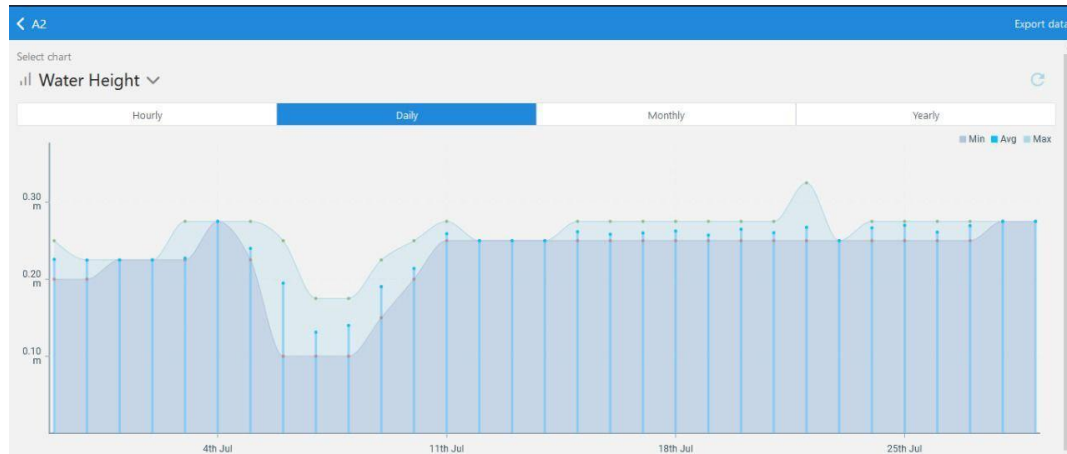 A2
Export data
Select chart
Water Height
Hourly
Daily
Monthly
Yearly
Min Avg Max
0.30
m
0.20
m
0.10
m
4th Jul
11th Jul
18th Jul
25th Jul